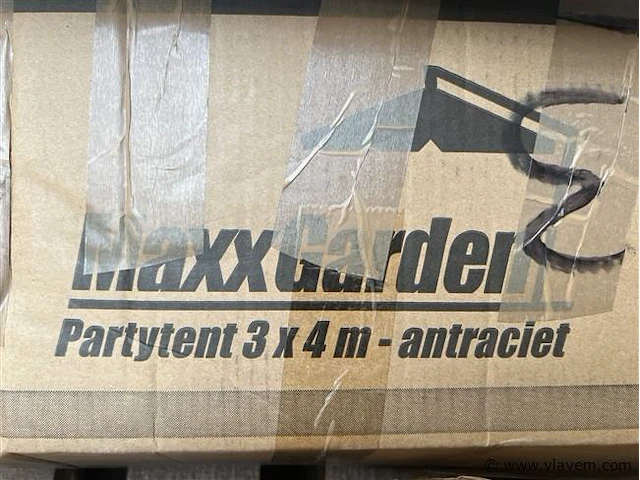 MaxxGarden
Partytent 3 x 4 m - antraciet
© www.vlavem.com